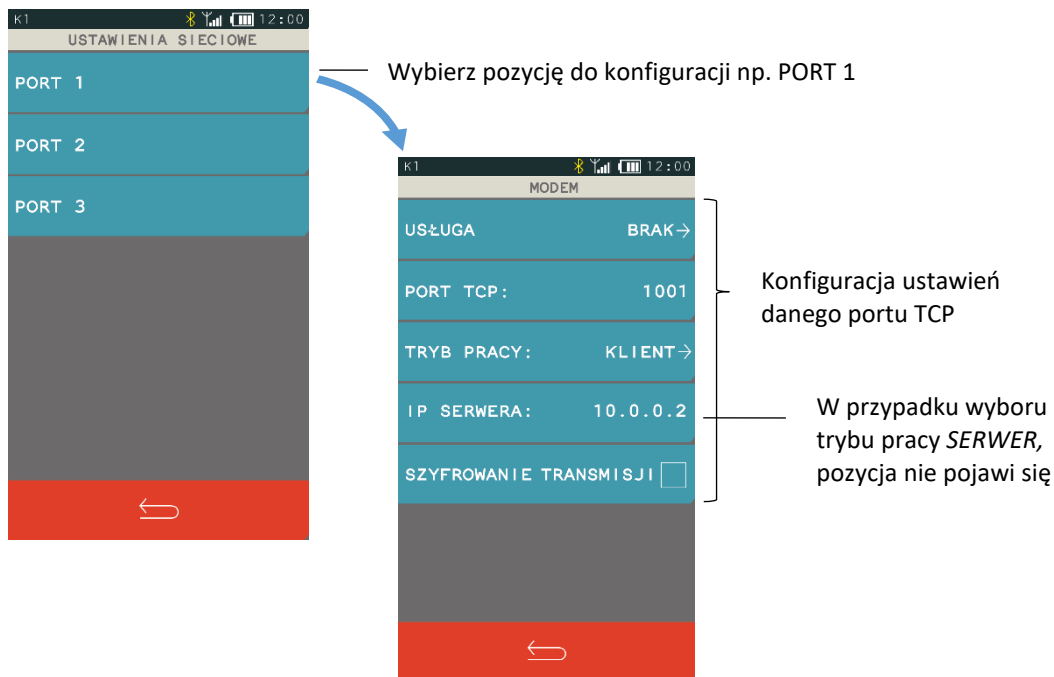 K1 12:00
USTAWIENIA SIECIOWE
PORT 1
PORT 2
PORT 3
Wybierz pozycję do konfiguracji np. PORT 1
K1 12:00
MODEM
USŁUGA BRAK→
PORT TCP: 1001
TRYB PRACY: KLIENT→
IP SERWERA: 10.0.0.2
SZYFROWANIE TRANSMISJI
Konfiguracja ustawień
danego portu TCP
W przypadku wyboru
trybu pracy SERWER,
pozycja nie pojawi się